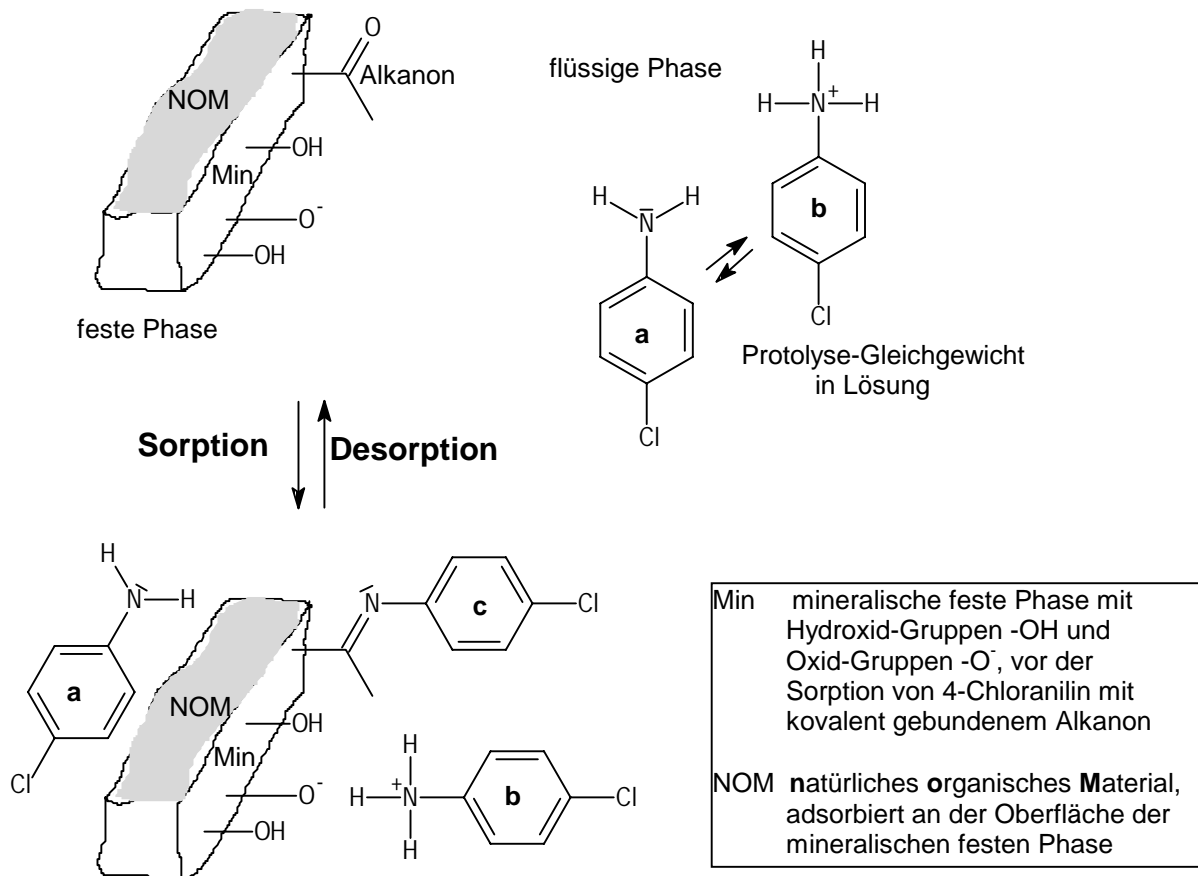 O
Alkanon
NOM
OH
Min
O-
OH
feste Phase
flüssige Phase
H
H N+ H
b
Cl
H H
N
a
Cl
Protolyse-Gleichgewicht
in Lösung
Sorption Desorption
H
N H
a
Cl
N
c
Cl
NOM
OH
Min
O-
OH
H
H N+
H
b
Cl
Min mineralische feste Phase mit
Hydroxid-Gruppen -OH und
Oxid-Gruppen -O-, vor der
Sorption von 4-Chloranilin mit
kovalent gebundenem Alkanon
NOM natürliches organisches Material,
adsorbiert an der Oberfläche der
mineralischen festen Phase